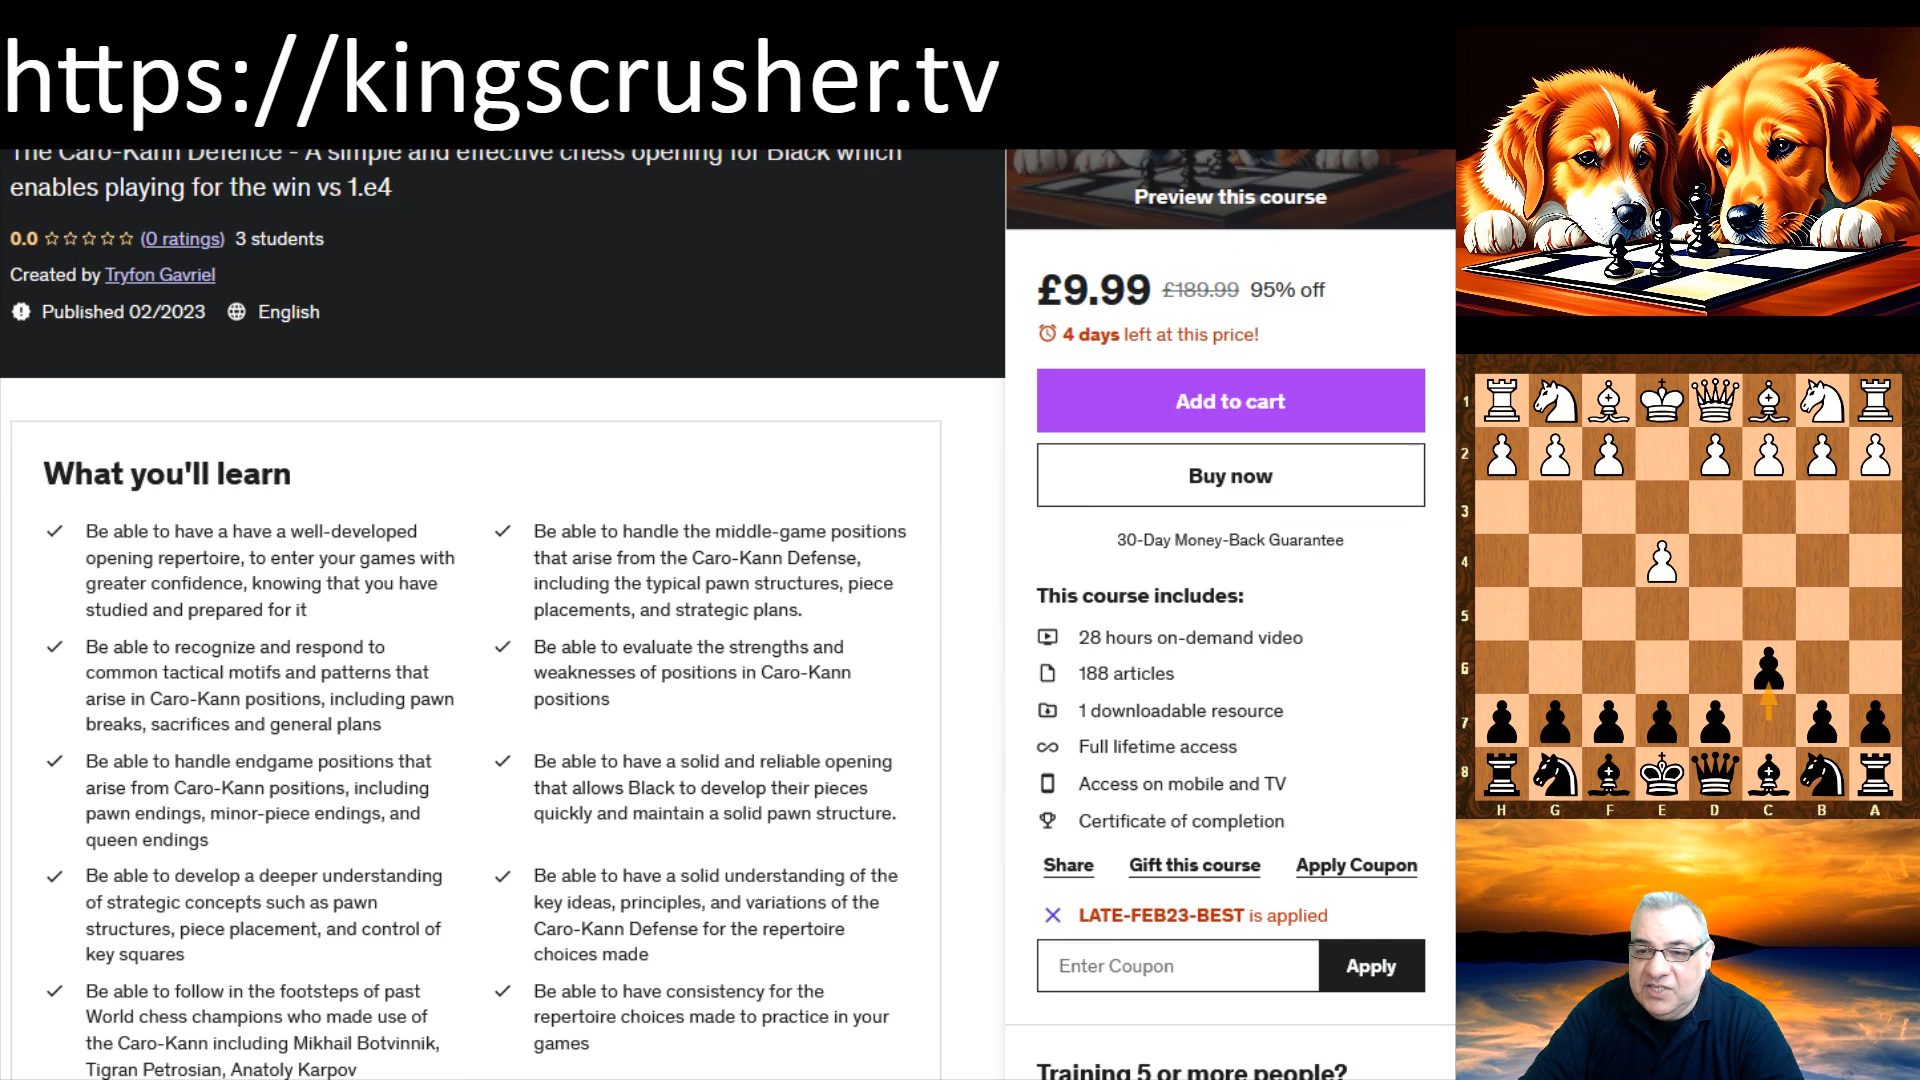 https://kingscrusher.tv
The Caro-Kann Defence - A simple and effective chess opening for Black which
enables playing for the win vs 1.e4
0.0 (0 ratings) 3 students
Created by Tryfon Gavriel
Published 02/2023 English
What you'll learn
Be able to have a have a well-developed
opening repertoire, to enter your games with
greater confidence, knowing that you have
studied and prepared for it
Be able to recognize and respond to
common tactical motifs and patterns that
arise in Caro-Kann positions, including pawn
breaks, sacrifices and general plans
Be able to handle endgame positions that
arise from Caro-Kann positions, including
pawn endings, minor-piece endings, and
queen endings
Be able to develop a deeper understanding
of strategic concepts such as pawn
structures, piece placement, and control of
key squares
Be able to follow in the footsteps of past
World chess champions who made use of
the Caro-Kann including Mikhail Botvinnik,
Tigran Petrosian, Anatoly Karpov
Be able to handle the middle-game positions
that arise from the Caro-Kann Defense,
including the typical pawn structures, piece
placements, and strategic plans.
Be able to evaluate the strengths and
weaknesses of positions in Caro-Kann
positions
Be able to have a solid and reliable opening
that allows Black to develop their pieces
quickly and maintain a solid pawn structure.
Be able to have a solid understanding of the
key ideas, principles, and variations of the
Caro-Kann Defense for the repertoire
choices made
Be able to have consistency for the
repertoire choices made to practice in your
games
Preview this course
£9.99 £189.99 95% off
4 days left at this price!
Add to cart
Buy now
30-Day Money-Back Guarantee
This course includes:
28 hours on-demand video
188 articles
1 downloadable resource
Full lifetime access
Access on mobile and TV
Certificate of completion
Share Gift this course Apply Coupon
LATE-FEB23-BEST is applied
Enter Coupon Apply
Training 5 or more people?
1
2
3
4
5
6
7
8
H G F E D C B A